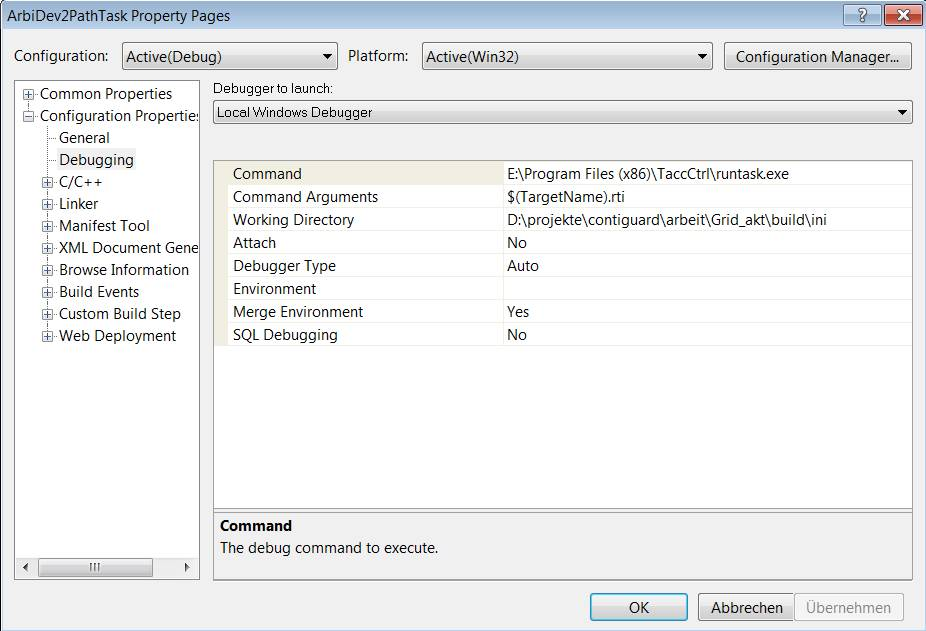 ArbiDev2PathTask Property Pages
Configuration: Active(Debug) Platform: Active(Win32) Configuration Manager...
Common Properties
Configuration Propertie
General
Debugging
C/C++
Linker
Manifest Tool
XML Document Gene
Browse Information
Build Events
Custom Build Step
Web Deployment
Debugger to launch:
Local Windows Debugger
Command E:\Program Files (x86)\TaccCtrl\runtask.exe
Command Arguments $(TargetName).rti
Working Directory D:\projekte\contiguard\arbeit\Grid_akt\build\ini
Attach No
Debugger Type Auto
Environment
Merge Environment Yes
SQL Debugging No
Command
The debug command to execute.
OK Abbrechen Übernehmen